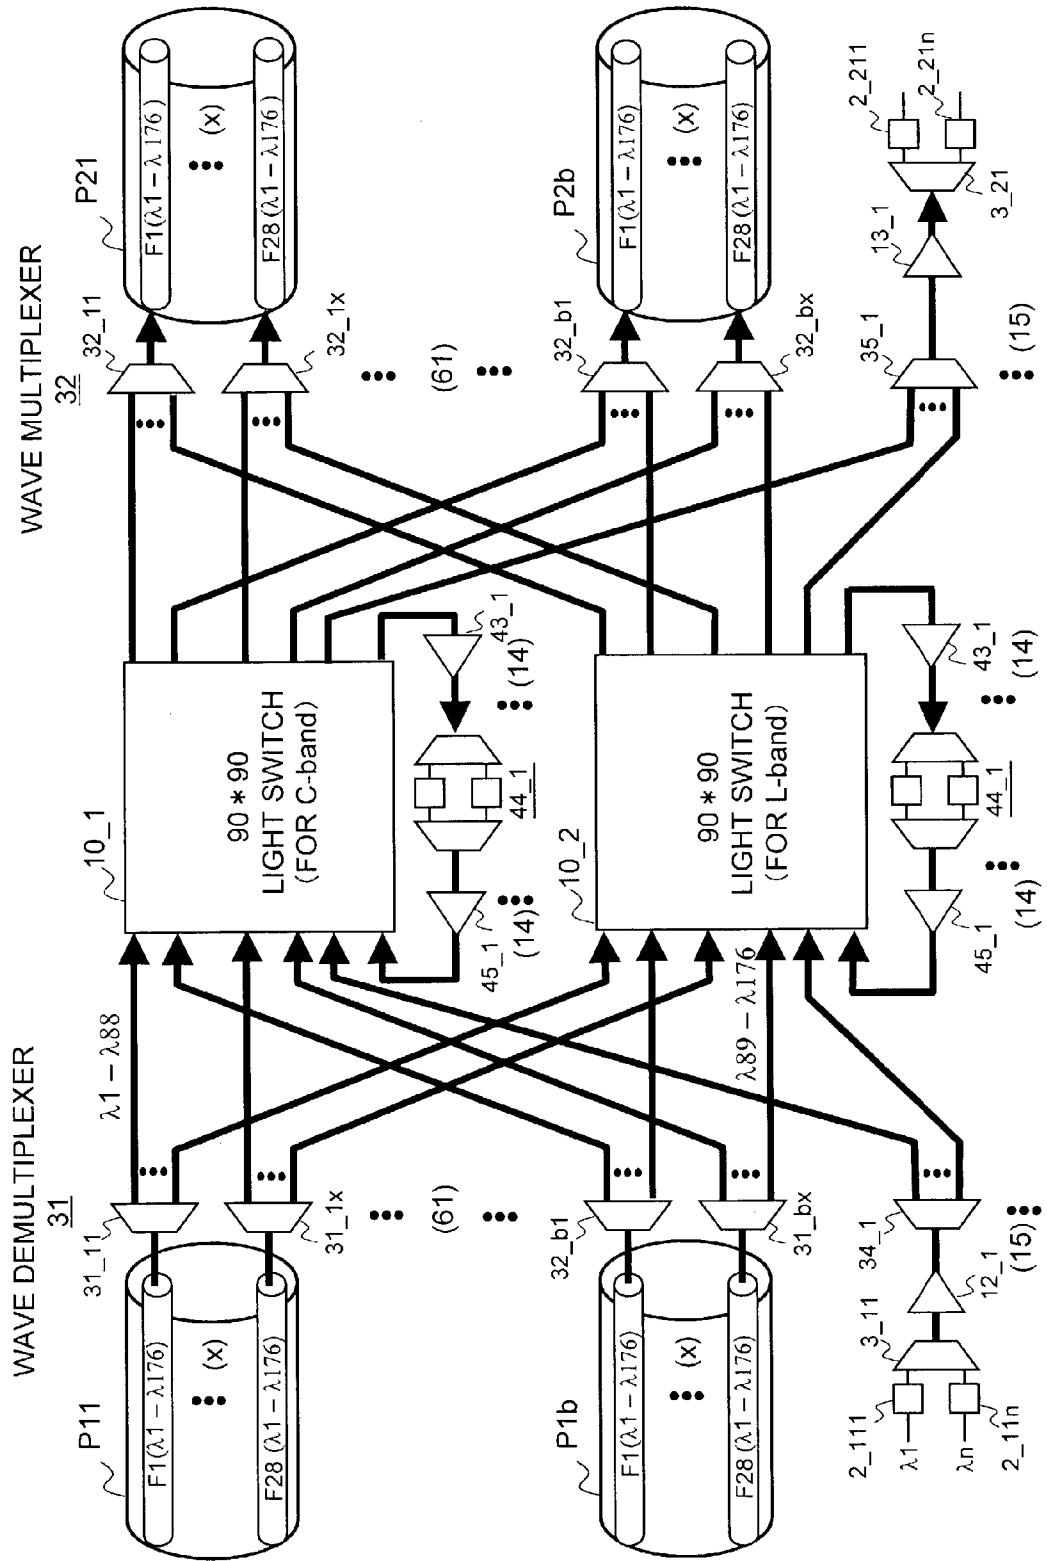 WAVE DEMULTIPLEXER
31
WAVE MULTIPLEXER
32
P11
F1(λ1−λ176)
••• (x)
F28(λ1−λ176)
31_11
31_1x
λ1−λ88
•••
•••
10_1
90*90
LIGHT SWITCH
(FOR C-band)
•••
•••
32_11
32_1x
P21
F1(λ1−λ176)
••• (x)
F28(λ1−λ176)
••• (61) •••
45_1
(14) •••
44_1
••• (14)
43_1
••• (61) •••
P1b
F1(λ1−λ176)
••• (x)
F28(λ1−λ176)
32_b1
31_bx
•••
•••
λ89−λ176
10_2
90*90
LIGHT SWITCH
(FOR L-band)
•••
•••
32_b1
32_bx
P2b
F1(λ1−λ176)
••• (x)
F28(λ1−λ176)
2_111
λ1
λn
2_11n
3_11
12_1
34_1
•••
(15) •••
45_1
(14) •••
44_1
••• (14)
43_1
•••
35_1
••• (15)
13_1
3_21
2_211
2_21n